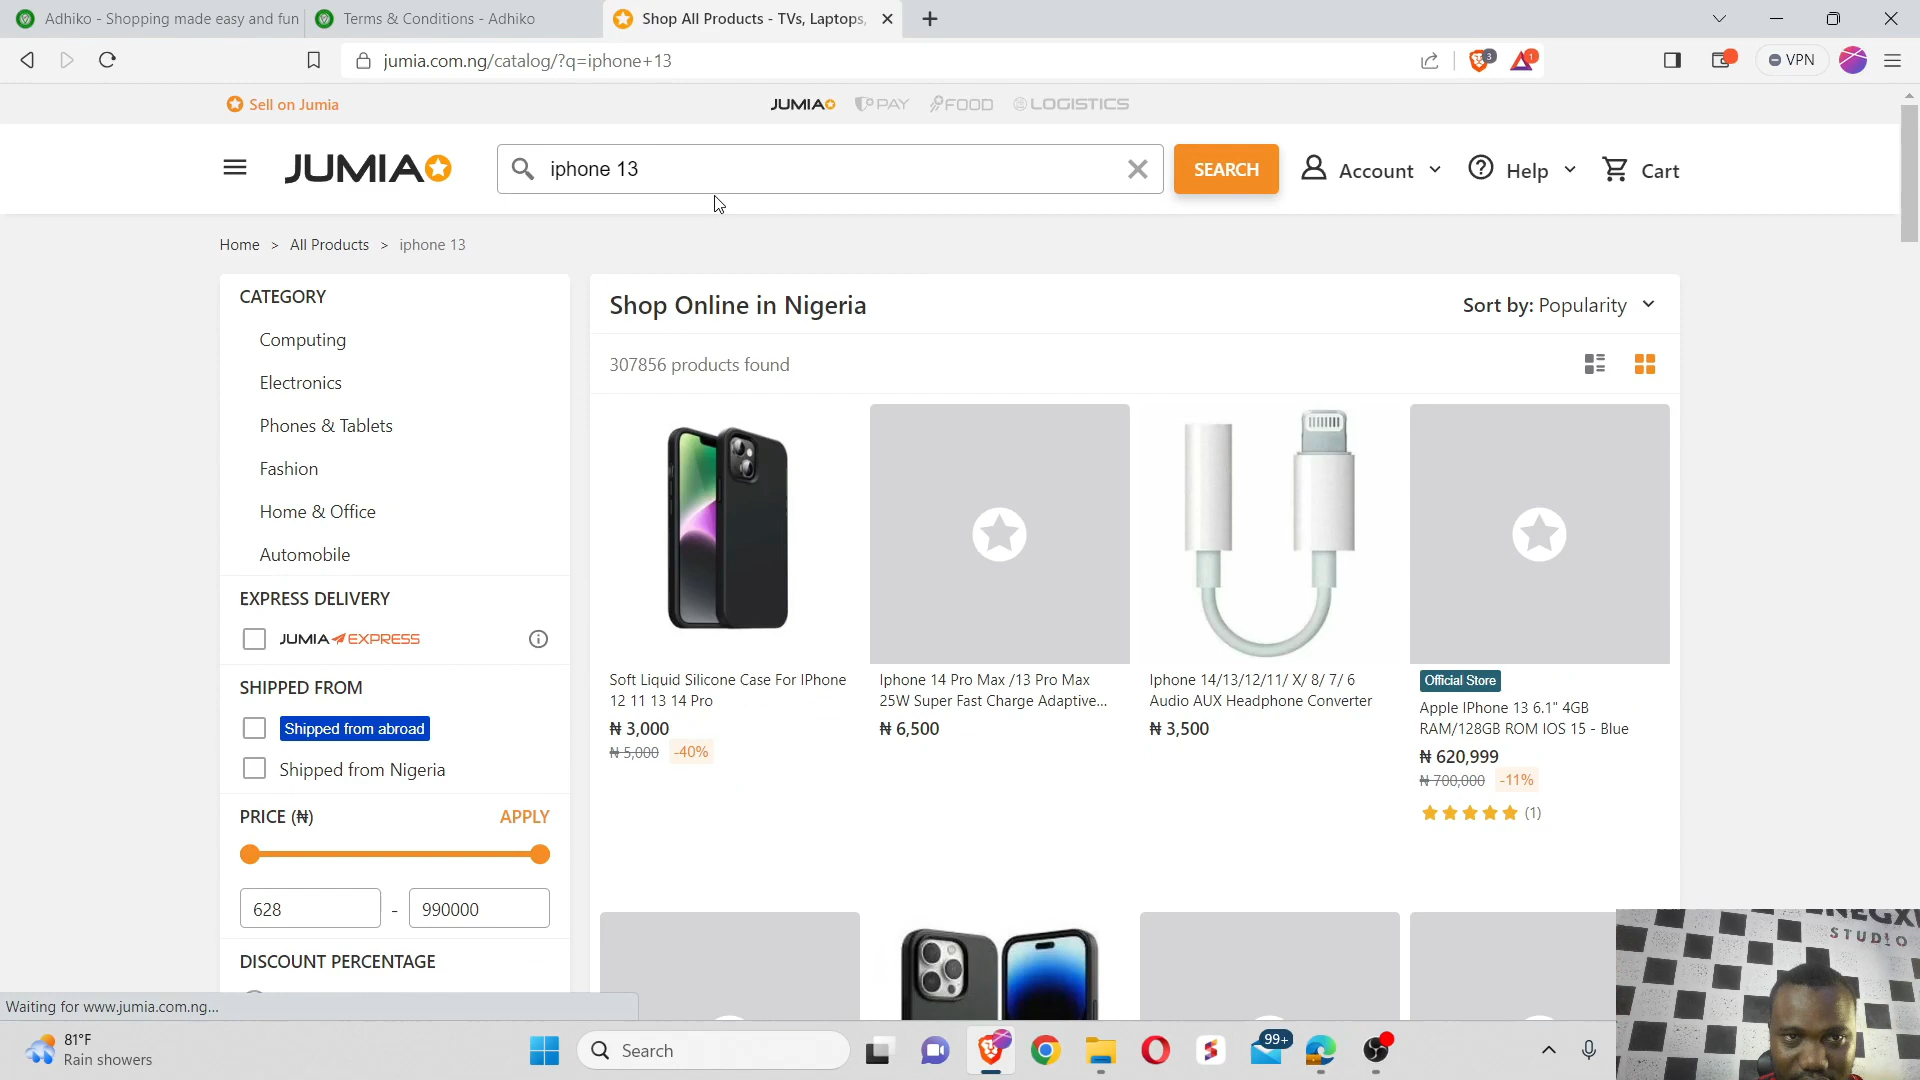 Adhiko - Shopping made easy and fun
Terms & Conditions - Adhiko
Shop All Products - TVs, Laptops,
jumia.com.ng/catalog/?q=iphone+13
3
1
VPN
Sell on Jumia
JUMIA
PAY
FOOD
LOGISTICS
JUMIA
iphone 13
SEARCH
Account
Help
Cart
Home > All Products > iphone 13
CATEGORY
Computing
Electronics
Phones & Tablets
Fashion
Home & Office
Automobile
EXPRESS DELIVERY
JUMIA EXPRESS
SHIPPED FROM
Shipped from abroad
Shipped from Nigeria
PRICE (₦)
APPLY
628
-
990000
DISCOUNT PERCENTAGE
Shop Online in Nigeria
Sort by: Popularity
307856 products found
Soft Liquid Silicone Case For IPhone
12 11 13 14 Pro
₦ 3,000
₦ 5,000 -40%
Iphone 14 Pro Max /13 Pro Max
25W Super Fast Charge Adaptive...
₦ 6,500
Iphone 14/13/12/11/ X/ 8/ 7/ 6
Audio AUX Headphone Converter
₦ 3,500
Official Store
Apple IPhone 13 6.1" 4GB
RAM/128GB ROM IOS 15 - Blue
₦ 620,999
₦ 700,000 -11%
(1)
Waiting for www.jumia.com.ng...
81°F
Rain showers
Search
99+
STUDIO